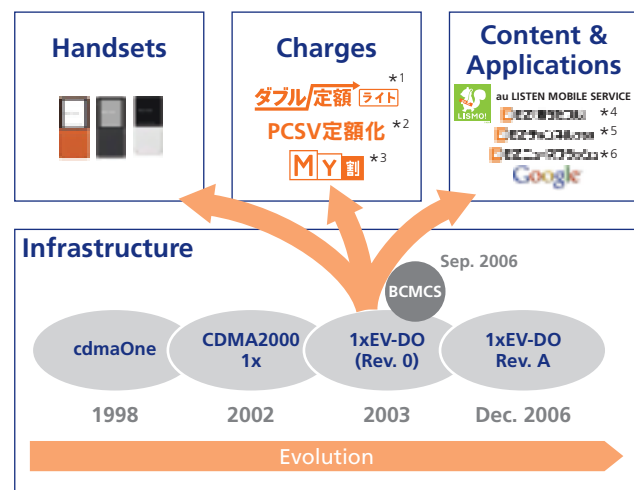 Handsets
Charges
ダブル定額 ライト *1
PCSV定額化 *2
MY割 *3
Content &
Applications
LISMO!
au LISTEN MOBILE SERVICE
*4
*5
*6
Google
Infrastructure
Sep. 2006
BCMCS
cdmaOne
CDMA2000
1x
1xEV-DO
(Rev. 0)
1xEV-DO
Rev. A
1998
2002
2003
Dec. 2006
Evolution